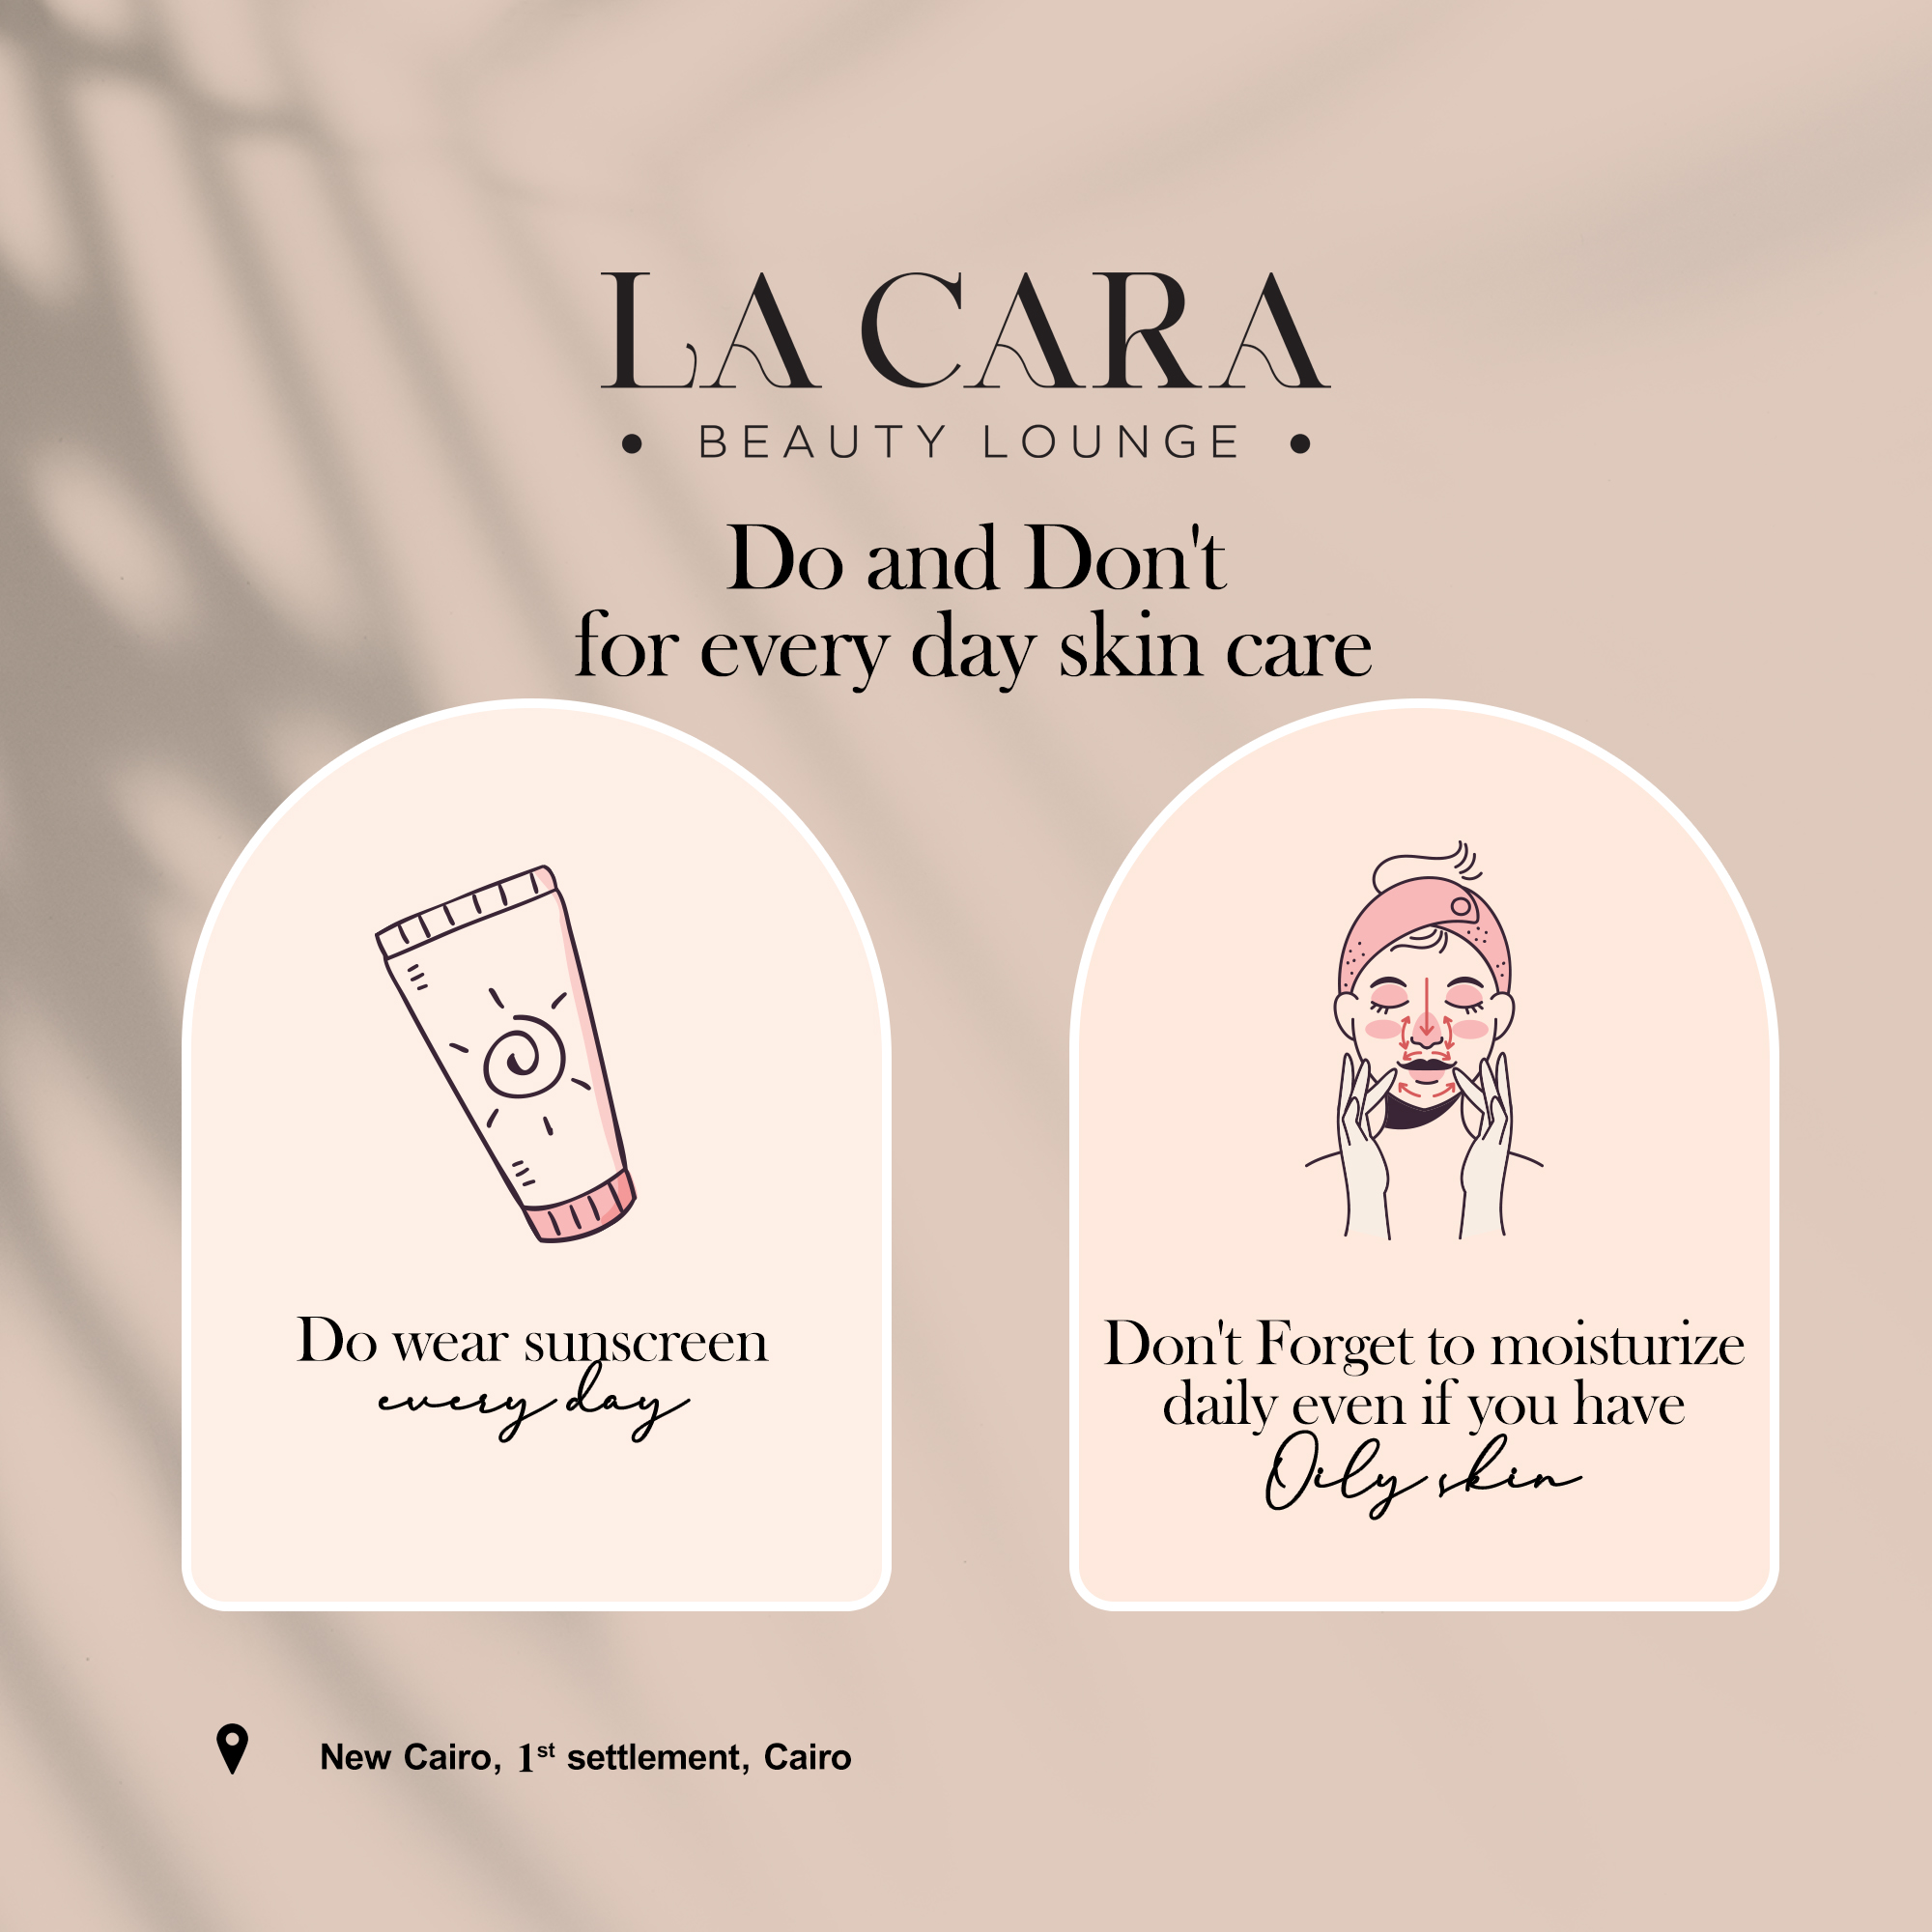 LA CARA
• BEAUTY LOUNGE •
Do and Don't
for every day skin care
Do wear sunscreen
every day
Don't Forget to moisturize
daily even if you have
Oily skin
New Cairo, 1st settlement, Cairo